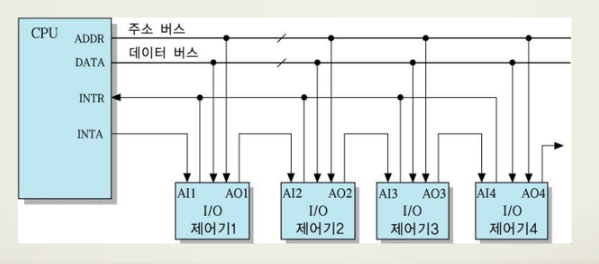 CPU
ADDR
주소 버스
DATA
데이터 버스
INTR
INTA
AI1 AO1
I/O
제어기1
AI2 AO2
I/O
제어기2
AI3 AO3
I/O
제어기3
AI4 AO4
I/O
제어기4